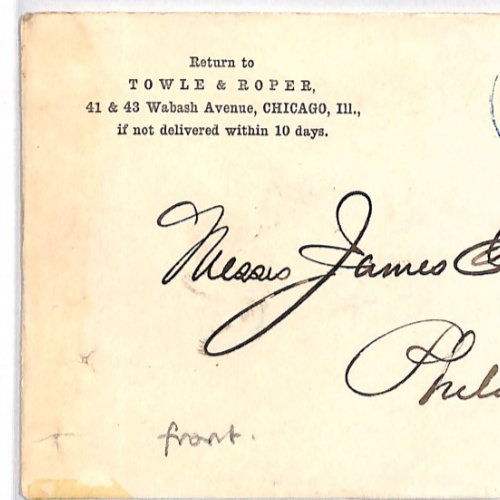 Return to
TOWLE & ROPER,
41 & 43 Wabash Avenue, CHICAGO, Ill.,
if not delivered within 10 days.
Messrs James
Phil
front.